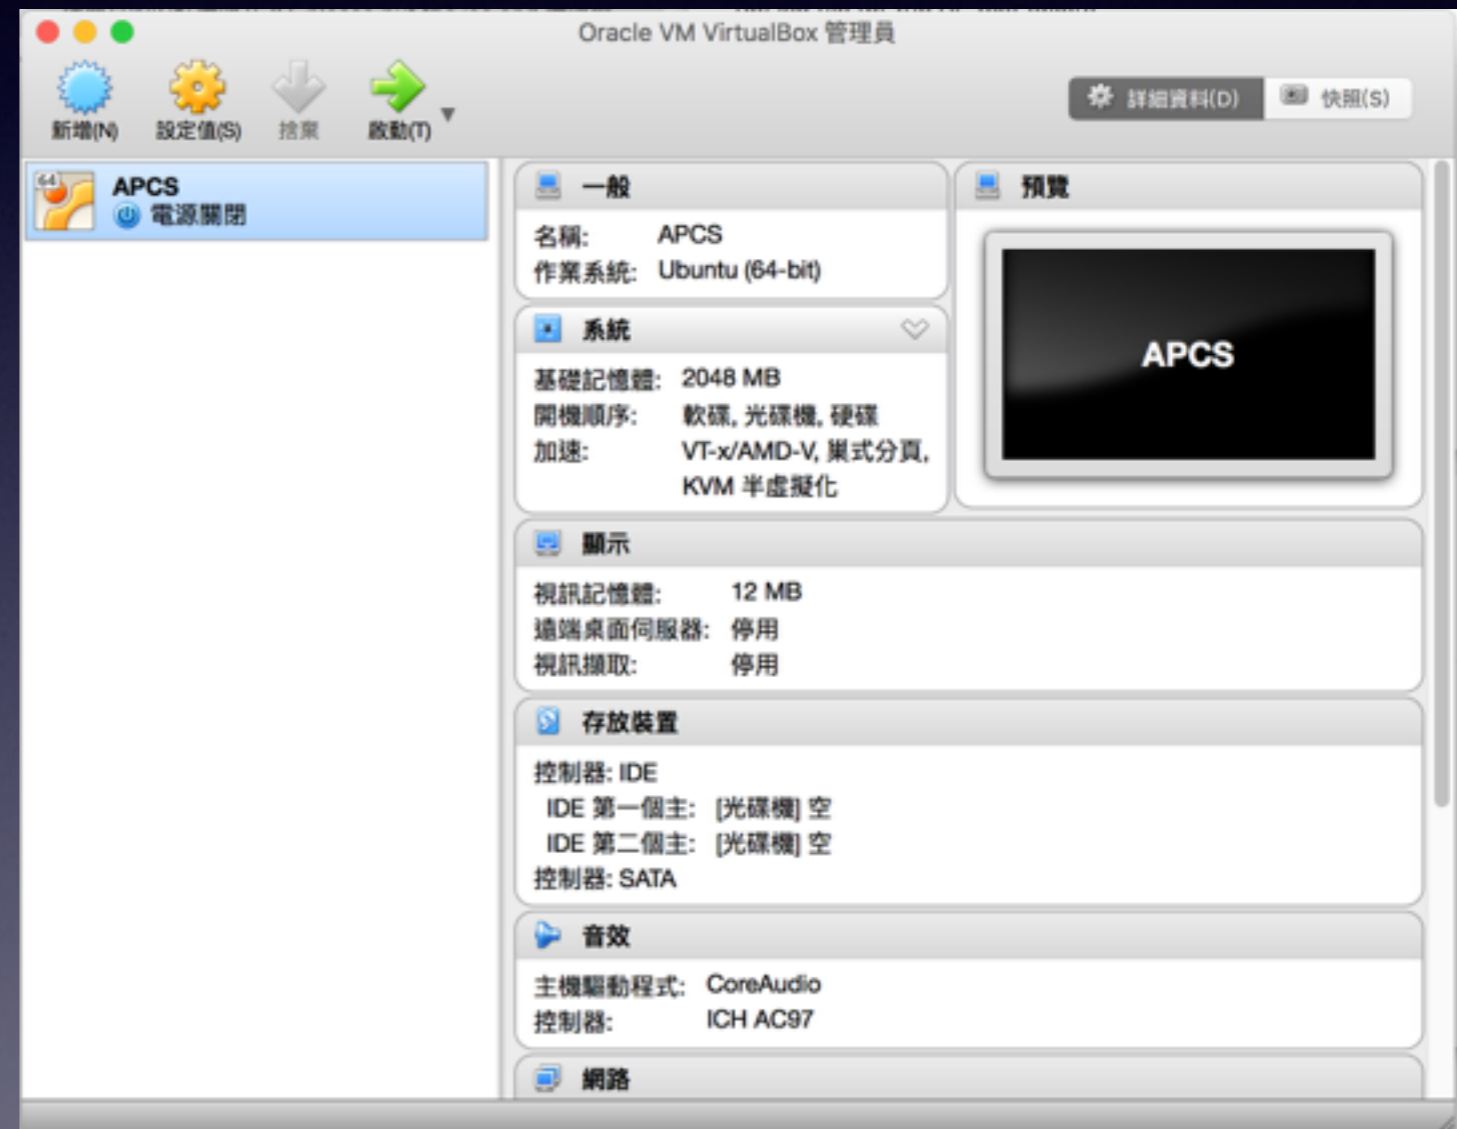 Oracle VM VirtualBox 管理員
新增(N) 設定值(S) 捨棄 啟動(T) 詳細資料(D) 快照(S)
64
APCS
電源關閉
一般
名稱: APCS
作業系統: Ubuntu (64-bit)
預覽
APCS
系統
基礎記憶體: 2048 MB
開機順序: 軟碟, 光碟機, 硬碟
加速: VT-x/AMD-V, 巢式分頁,
KVM 半虛擬化
顯示
視訊記憶體: 12 MB
遠端桌面伺服器: 停用
視訊擷取: 停用
存放裝置
控制器: IDE
IDE 第一個主: [光碟機] 空
IDE 第二個主: [光碟機] 空
控制器: SATA
音效
主機驅動程式: CoreAudio
控制器: ICH AC97
網路